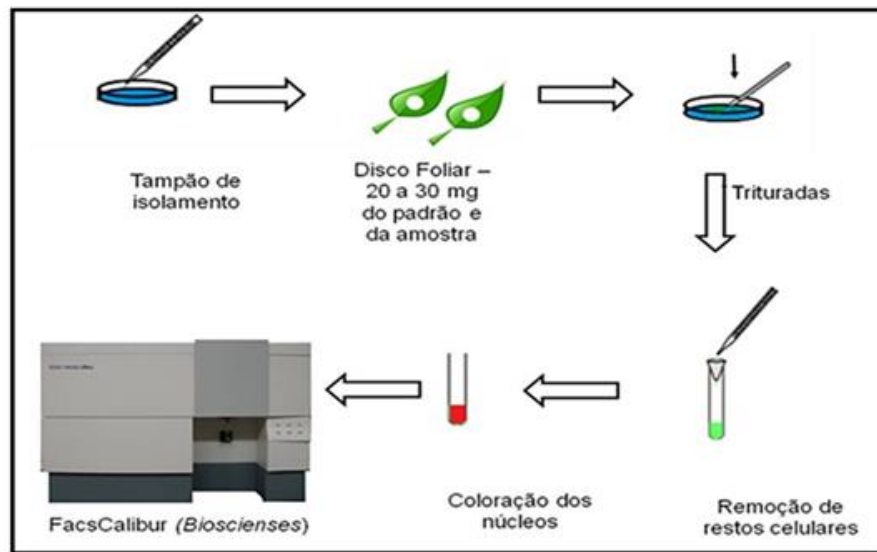 Tampão de
isolamento
Disco Foliar –
20 a 30 mg
do padrão e
da amostra
Trituradas
Remoção de
restos celulares
Coloração dos
núcleos
FacsCalibur (Bioscienses)